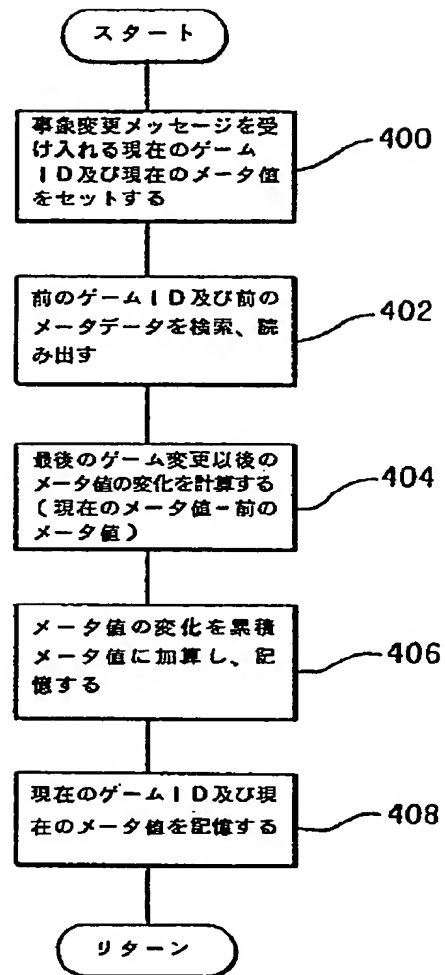 スタート
事象変更メッセージを受
け入れる現在のゲーム
ID及び現在のメータ値
をセットする
400
前のゲームID及び前の
メータデータを検索、読
み出す
402
最後のゲーム変更以後の
メータ値の変化を計算する
(現在のメータ値-前の
メータ値)
404
メータ値の変化を累積
メータ値に加算し、記
憶する
406
現在のゲームID及び現
在のメータ値を記憶する
408
リターン